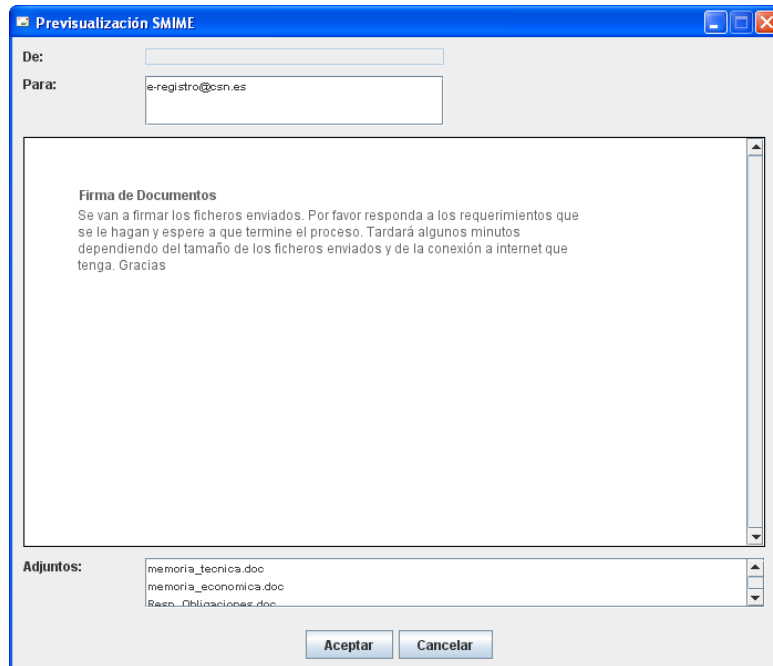 Previsualización SMIME
De:
Para:
e-registro@csn.es
Firma de Documentos
Se van a firmar los ficheros enviados. Por favor responda a los requerimientos que
se le hagan y espere a que termine el proceso. Tardará algunos minutos
dependiendo del tamaño de los ficheros enviados y de la conexión a internet que
tenga. Gracias
Adjuntos:
memoria_tecnica.doc
memoria_economica.doc
Resp_Obligaciones.doc
Aceptar
Cancelar